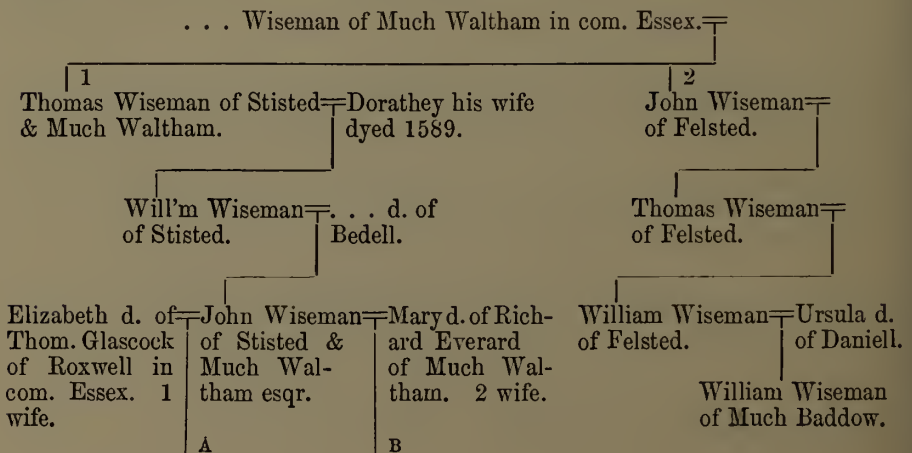 . . . Wiseman of Much Waltham in com. Essex.
1
Thomas Wiseman of Stisted
& Much Waltham.
Dorathey his wife
dyed 1589.
2
John Wiseman
of Felsted.
Will'm Wiseman
of Stisted.
. . . d. of
Bedell.
Thomas Wiseman
of Felsted.
Elizabeth d. of
Thom. Glascock
of Roxwell in
com. Essex. 1
wife.
John Wiseman
of Stisted &
Much Wal-
tham esqr.
Mary d. of Rich-
ard Everard
of Much Wal-
tham. 2 wife.
William Wiseman
of Felsted.
Ursula d.
of Daniell.
William Wiseman
of Much Baddow.
A
B